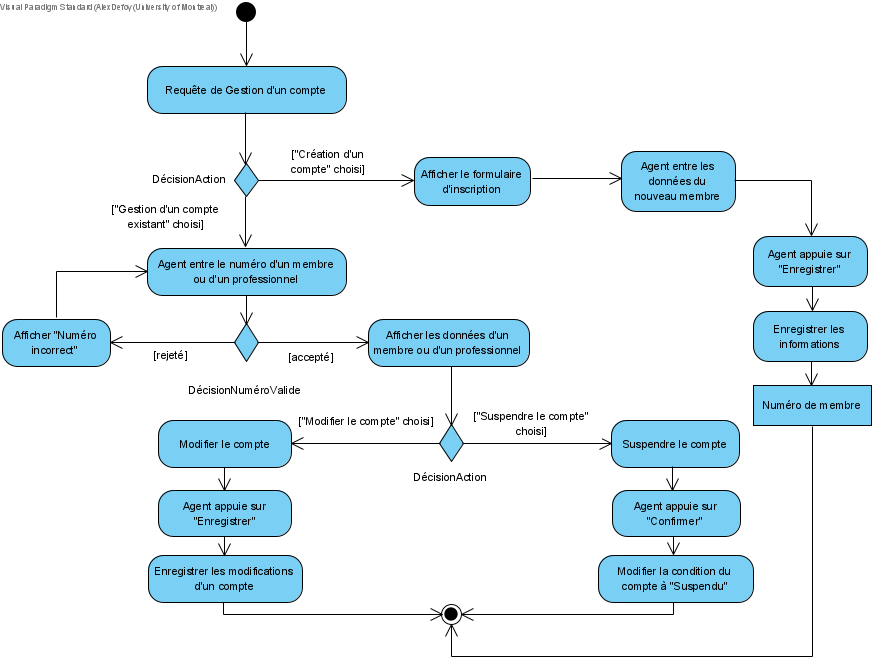 Visual Paradigm Standard (Alex Defoy (University of Montreal))
Requête de Gestion d'un compte
DécisionAction
["Création d'un
compte" choisi]
Afficher le formulaire
d'inscription
Agent entre les
données du
nouveau membre
["Gestion d'un compte
existant" choisi]
Agent entre le numéro d'un membre
ou d'un professionnel
Agent appuie sur
"Enregistrer"
Afficher "Numéro
incorrect"
[rejeté]
[accepté]
Afficher les données d'un
membre ou d'un professionnel
Enregistrer les
informations
DécisionNuméroValide
Numéro de membre
["Modifier le compte" choisi]
["Suspendre le compte"
choisi]
Modifier le compte
Suspendre le compte
DécisionAction
Agent appuie sur
"Enregistrer"
Agent appuie sur
"Confirmer"
Enregistrer les modifications
d'un compte
Modifier la condition du
compte à "Suspendu"